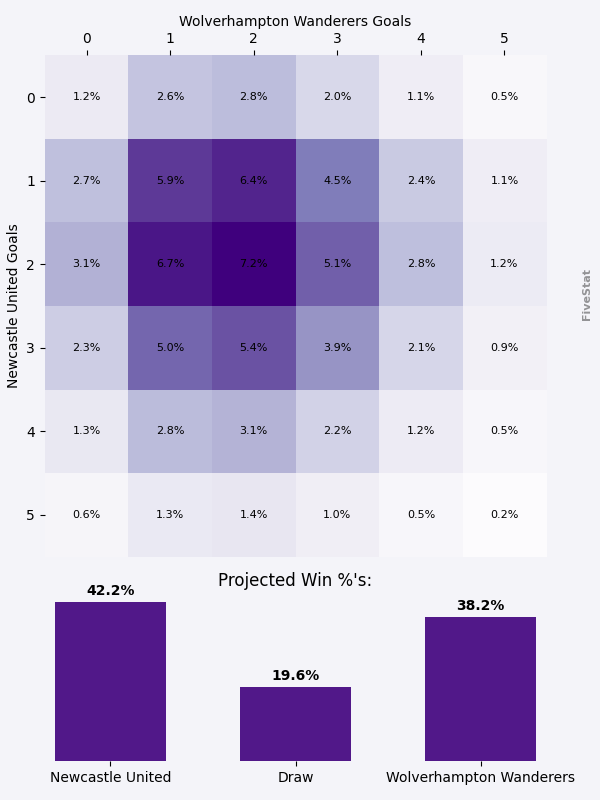 Wolverhampton Wanderers Goals
0 1 2 3 4 5
Newcastle United Goals
0 1.2% 2.6% 2.8% 2.0% 1.1% 0.5%
1 2.7% 5.9% 6.4% 4.5% 2.4% 1.1%
2 3.1% 6.7% 7.2% 5.1% 2.8% 1.2%
3 2.3% 5.0% 5.4% 3.9% 2.1% 0.9%
4 1.3% 2.8% 3.1% 2.2% 1.2% 0.5%
5 0.6% 1.3% 1.4% 1.0% 0.5% 0.2%
FiveStat
Projected Win %'s:
42.2% 19.6% 38.2%
Newcastle United Draw Wolverhampton Wanderers